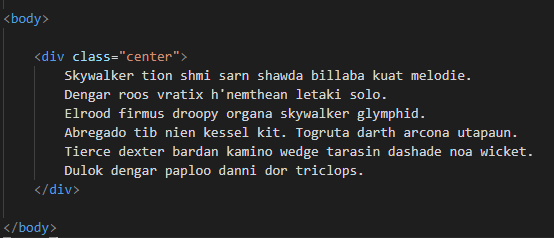 <body>
<div class="center">
Skywalker tion shmi sarn shawda billaba kuat melodie.
Dengar roos vratix h'nemthean letaki solo.
Elrood firmus droopy organa skywalker glymphid.
Abregado tib nien kessel kit. Togruta darth arcona utapaun.
Tierce dexter bardan kamino wedge tarasin dashade noa wicket.
Dulok dengar paploo danni dor triclops.
</div>
</body>